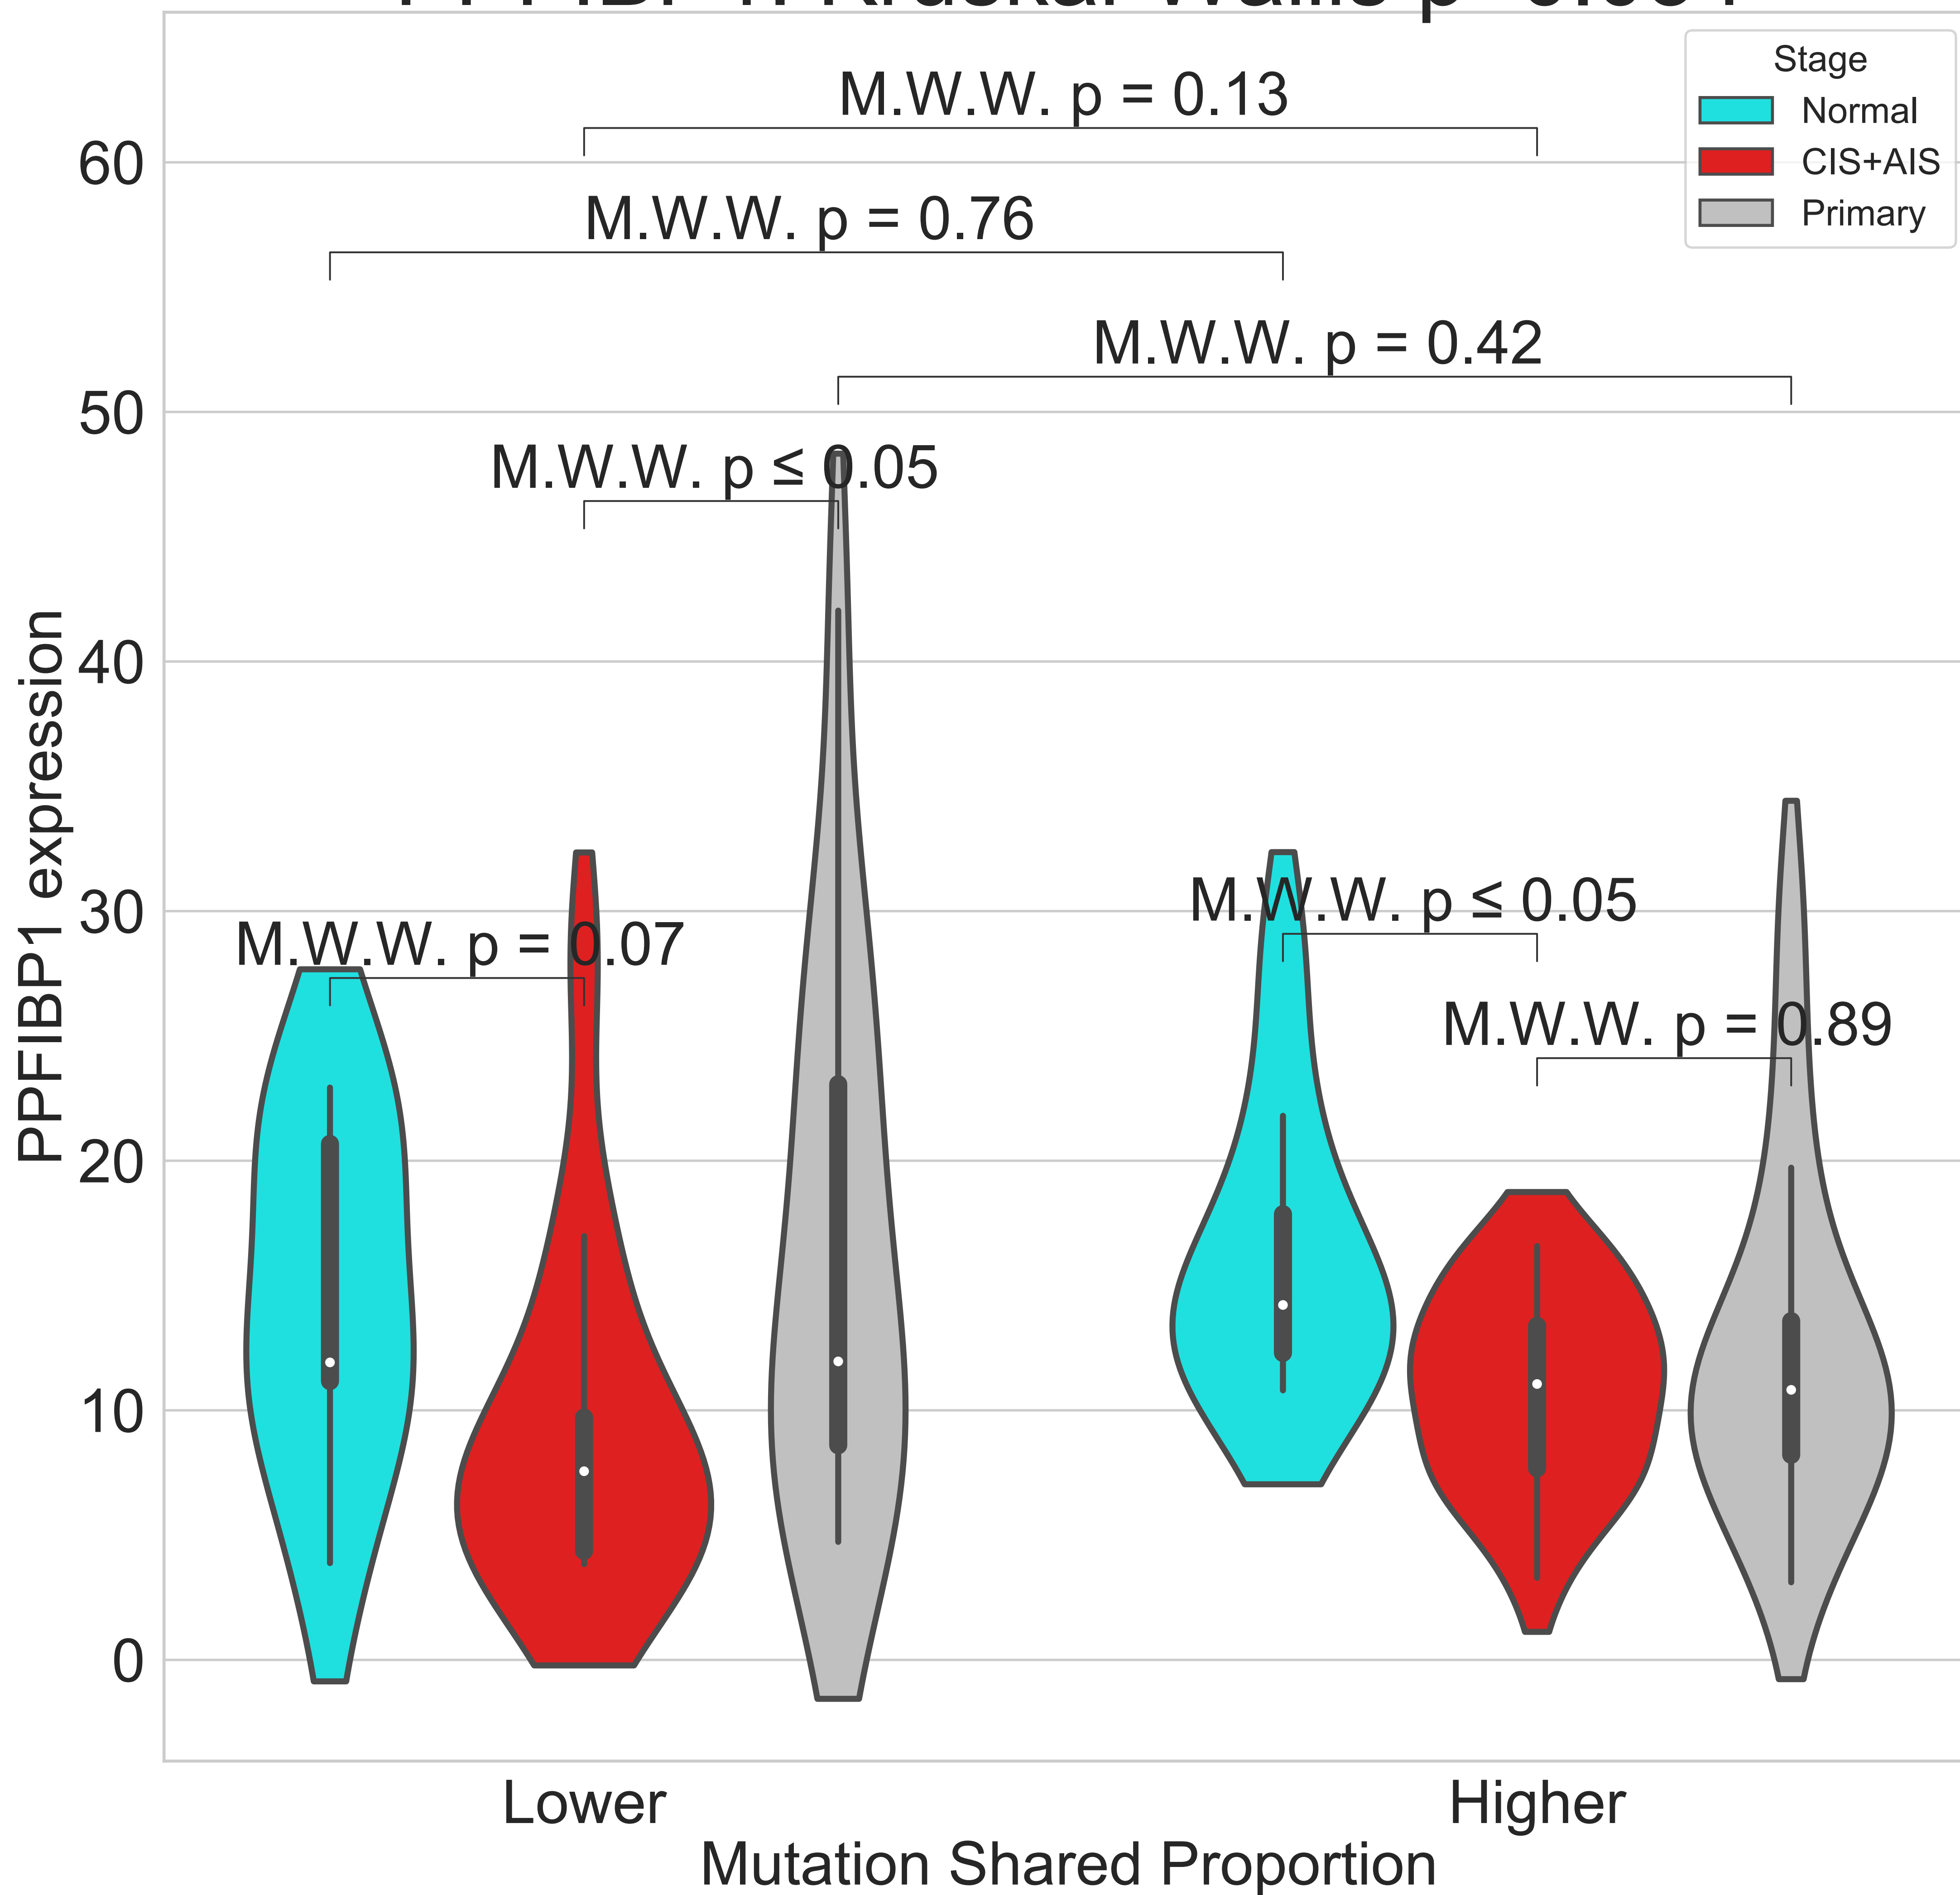 Stage
Normal
CIS+AIS
Primary
M.W.W. p = 0.13
M.W.W. p = 0.76
M.W.W. p = 0.42
M.W.W. p ≤ 0.05
M.W.W. p = 0.07
M.W.W. p ≤ 0.05
M.W.W. p = 0.89
60
50
40
30
20
10
0
PPFIBP1 expression
Lower
Higher
Mutation Shared Proportion